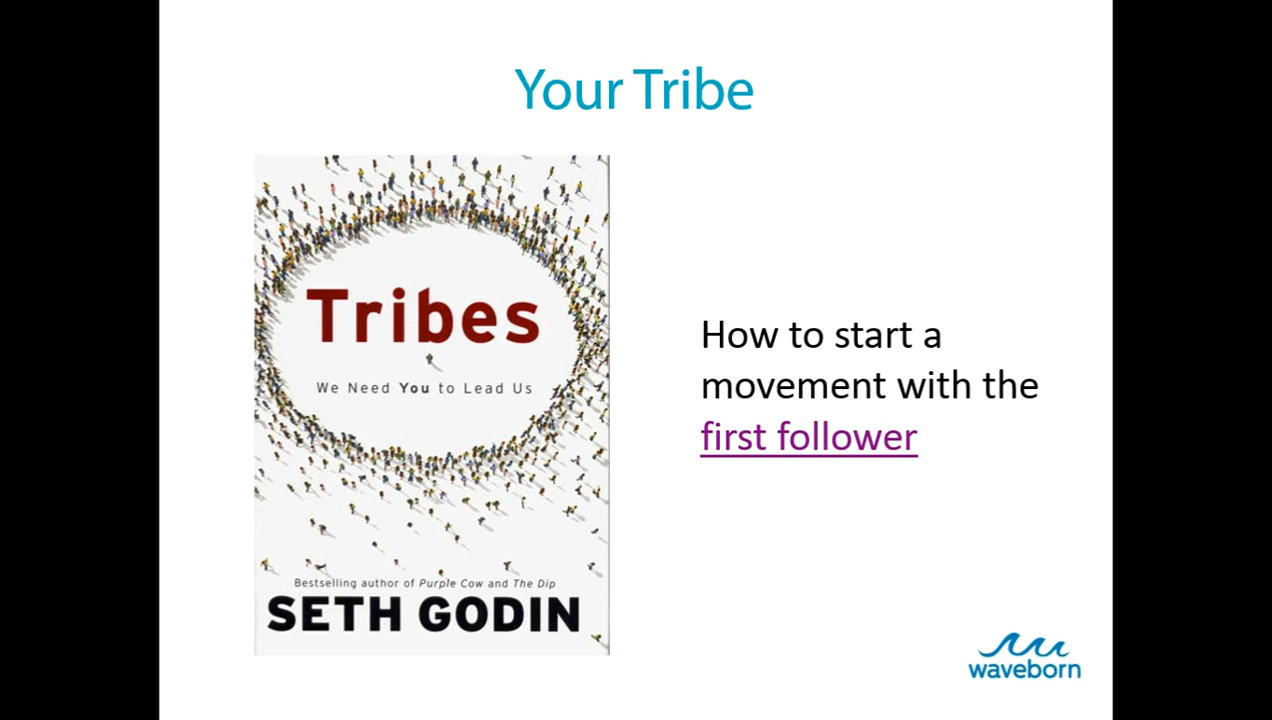 Your Tribe
Tribes
We Need You to Lead Us
Bestselling author of Purple Cow and The Dip
SETH GODIN
How to start a
movement with the
first follower
waveborn